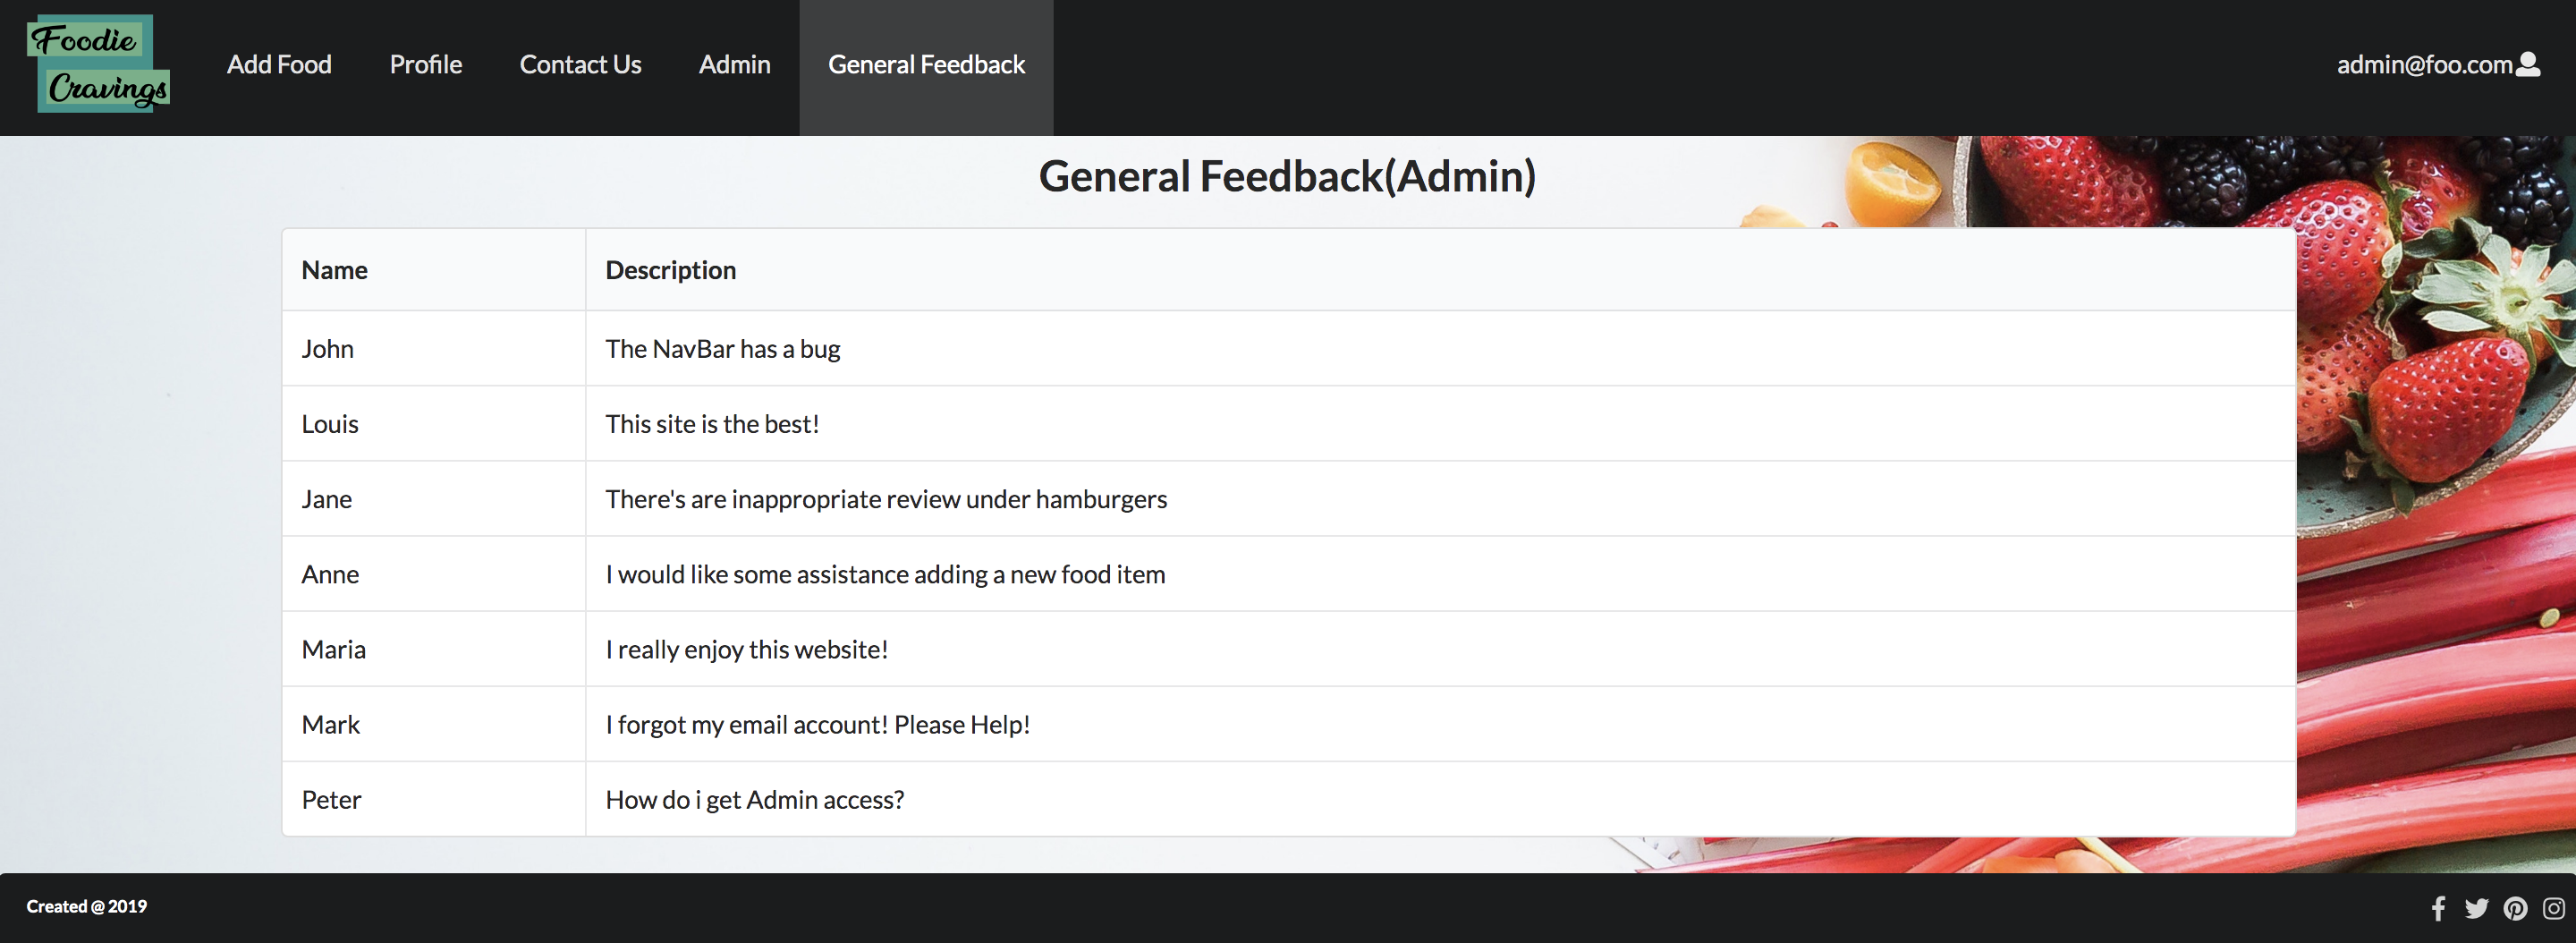 Foodie
Cravings
Add Food Profile Contact Us Admin General Feedback admin@foo.com
General Feedback(Admin)
Name Description
John The NavBar has a bug
Louis This site is the best!
Jane There's are inappropriate review under hamburgers
Anne I would like some assistance adding a new food item
Maria I really enjoy this website!
Mark I forgot my email account! Please Help!
Peter How do i get Admin access?
Created @ 2019